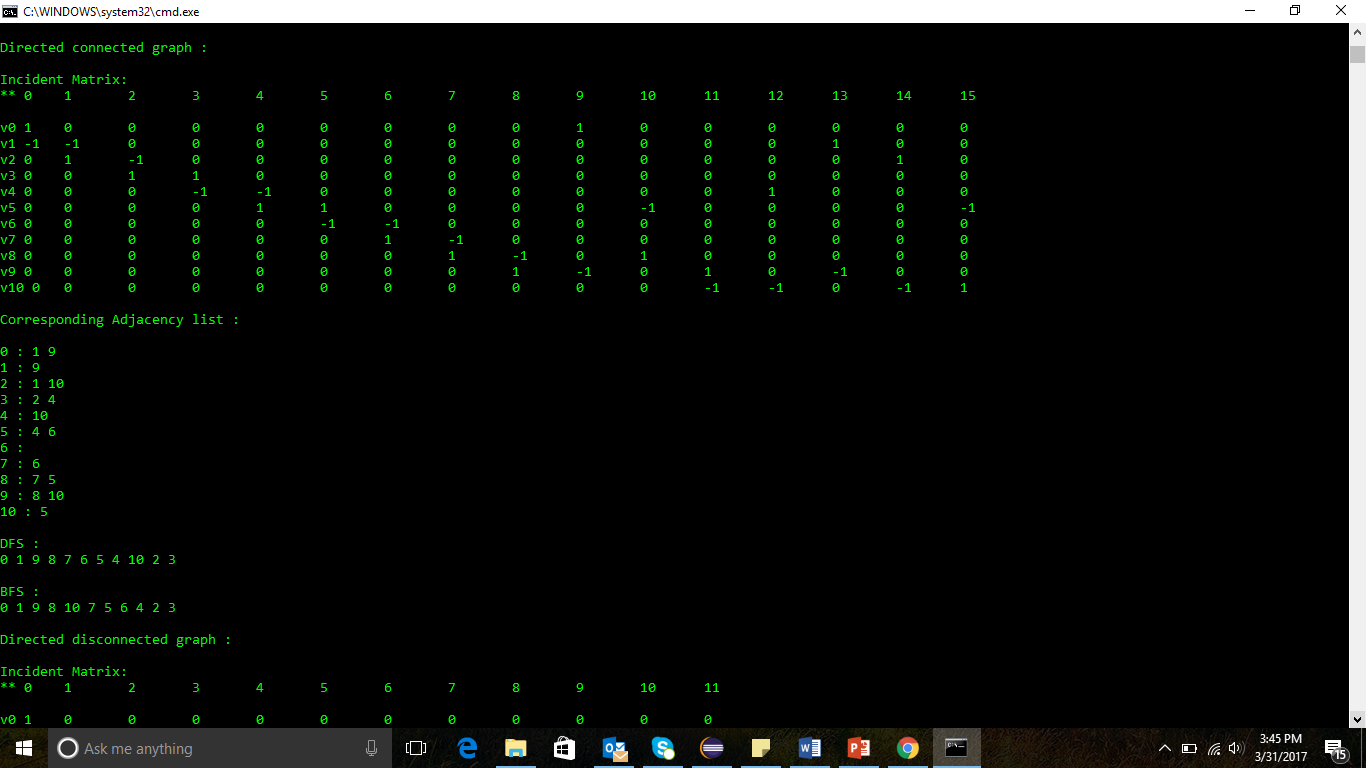 C:\WINDOWS\system32\cmd.exe
Directed connected graph :
Incident Matrix:
** 0 1 2 3 4 5 6 7 8 9 10 11 12 13 14 15
v0 1 0 0 0 0 0 0 0 0 1 0 0 0 0 0 0
v1 -1 -1 0 0 0 0 0 0 0 0 0 0 0 1 0 0
v2 0 1 -1 0 0 0 0 0 0 0 0 0 0 0 1 0
v3 0 0 1 1 0 0 0 0 0 0 0 0 0 0 0 0
v4 0 0 0 -1 -1 0 0 0 0 0 0 0 1 0 0 0
v5 0 0 0 0 1 1 0 0 0 0 -1 0 0 0 0 -1
v6 0 0 0 0 0 -1 -1 0 0 0 0 0 0 0 0 0
v7 0 0 0 0 0 0 1 -1 0 0 0 0 0 0 0 0
v8 0 0 0 0 0 0 0 1 -1 0 1 0 0 0 0 0
v9 0 0 0 0 0 0 0 0 1 -1 0 1 0 -1 0 0
v10 0 0 0 0 0 0 0 0 0 0 0 -1 -1 0 -1 1
Corresponding Adjacency list :
0 : 1 9
1 : 9
2 : 1 10
3 : 2 4
4 : 10
5 : 4 6
6 :
7 : 6
8 : 7 5
9 : 8 10
10 : 5
DFS :
0 1 9 8 7 6 5 4 10 2 3
BFS :
0 1 9 8 10 7 5 6 4 2 3
Directed disconnected graph :
Incident Matrix:
** 0 1 2 3 4 5 6 7 8 9 10 11
v0 1 0 0 0 0 0 0 0 0 0 0 0
Ask me anything
3:45 PM
3/31/2017
15